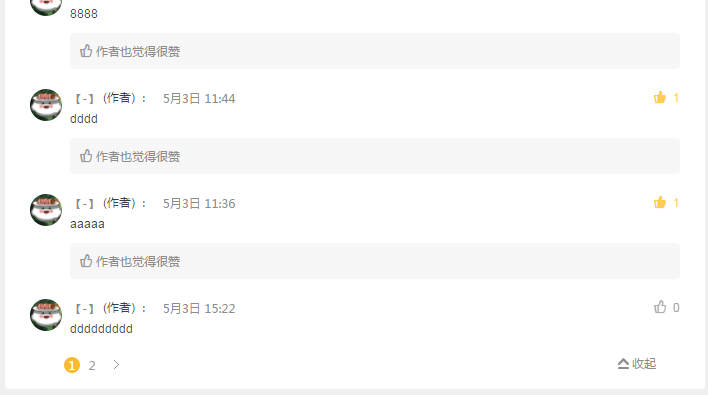 8888
作者也觉得很赞
【-】 (作者) : 5月3日 11:44 1
dddd
作者也觉得很赞
【-】 (作者) : 5月3日 11:36 1
aaaaa
作者也觉得很赞
【-】 (作者) : 5月3日 15:22 0
ddddddddd
1 2 收起